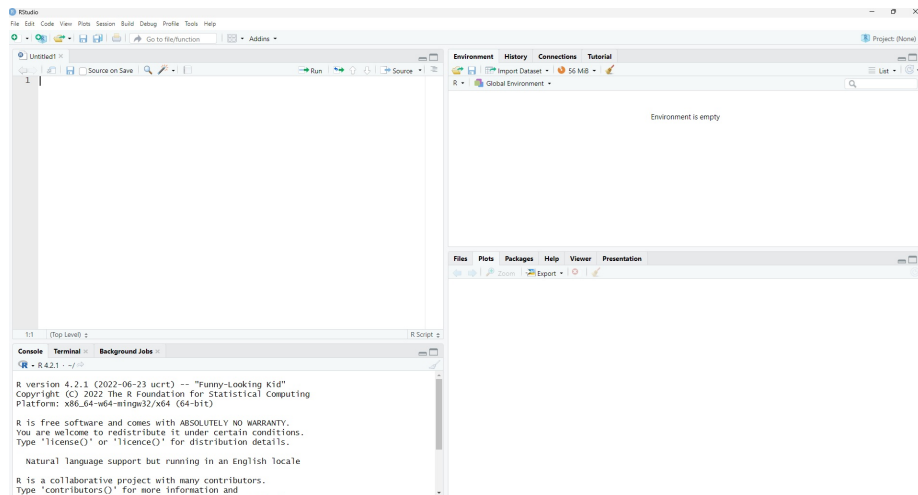 RStudio
File Edit Code View Plots Session Build Debug Profile Tools Help
Go to file/function Addins Project: (None)
Untitled1
Source on Save Run Source
1
1:1 (Top Level) R Script
Console Terminal Background Jobs
R 4.2.1 · ~/
R version 4.2.1 (2022-06-23 ucrt) -- "Funny-Looking Kid"
Copyright (C) 2022 The R Foundation for Statistical Computing
Platform: x86_64-w64-mingw32/x64 (64-bit)
R is free software and comes with ABSOLUTELY NO WARRANTY.
You are welcome to redistribute it under certain conditions.
Type 'license()' or 'licence()' for distribution details.
Natural language support but running in an English locale
R is a collaborative project with many contributors.
Type 'contributors()' for more information and
Environment History Connections Tutorial
Import Dataset 56 MiB List
R Global Environment
Environment is empty
Files Plots Packages Help Viewer Presentation
Zoom Export